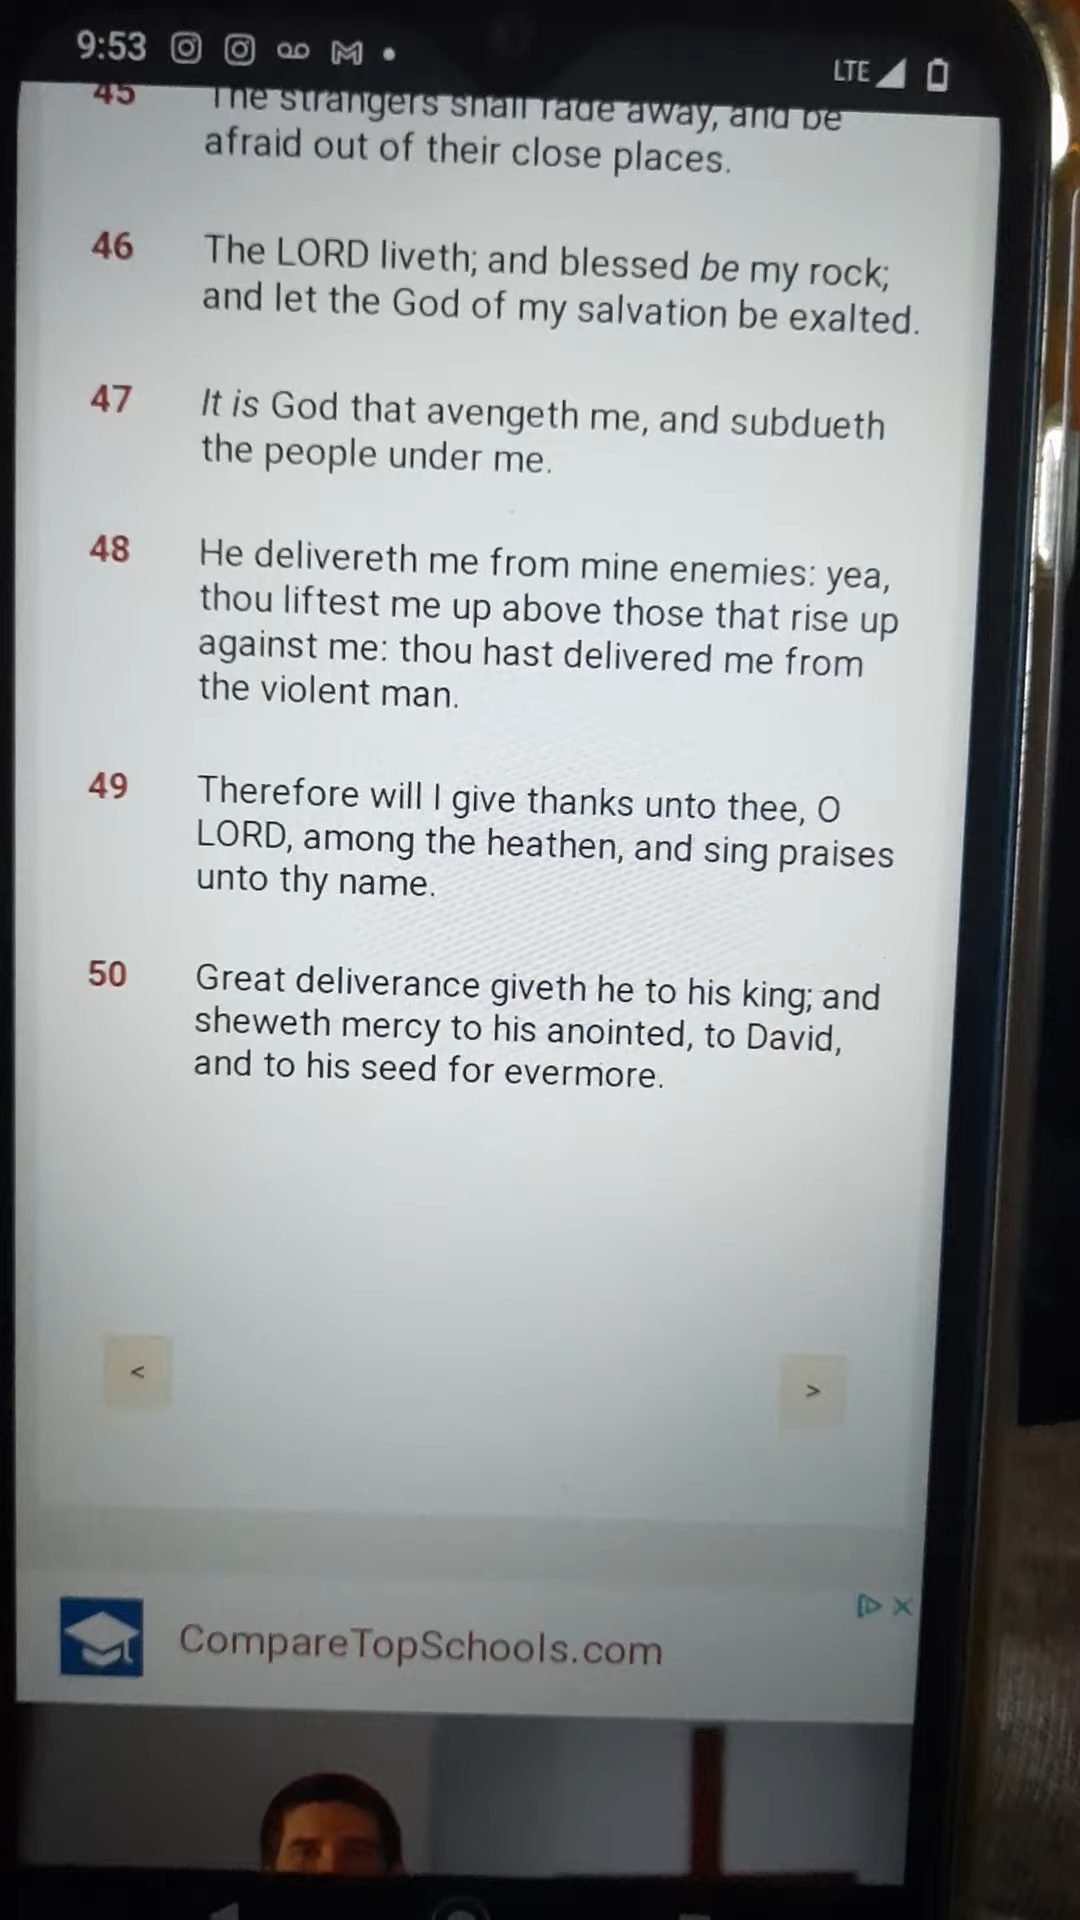 9:53
LTE
45 The strangers shall fade away, and be
afraid out of their close places.
46 The LORD liveth; and blessed be my rock;
and let the God of my salvation be exalted.
47 It is God that avengeth me, and subdueth
the people under me.
48 He delivereth me from mine enemies: yea,
thou liftest me up above those that rise up
against me: thou hast delivered me from
the violent man.
49 Therefore will I give thanks unto thee, O
LORD, among the heathen, and sing praises
unto thy name.
50 Great deliverance giveth he to his king; and
sheweth mercy to his anointed, to David,
and to his seed for evermore.
< >
CompareTopSchools.com